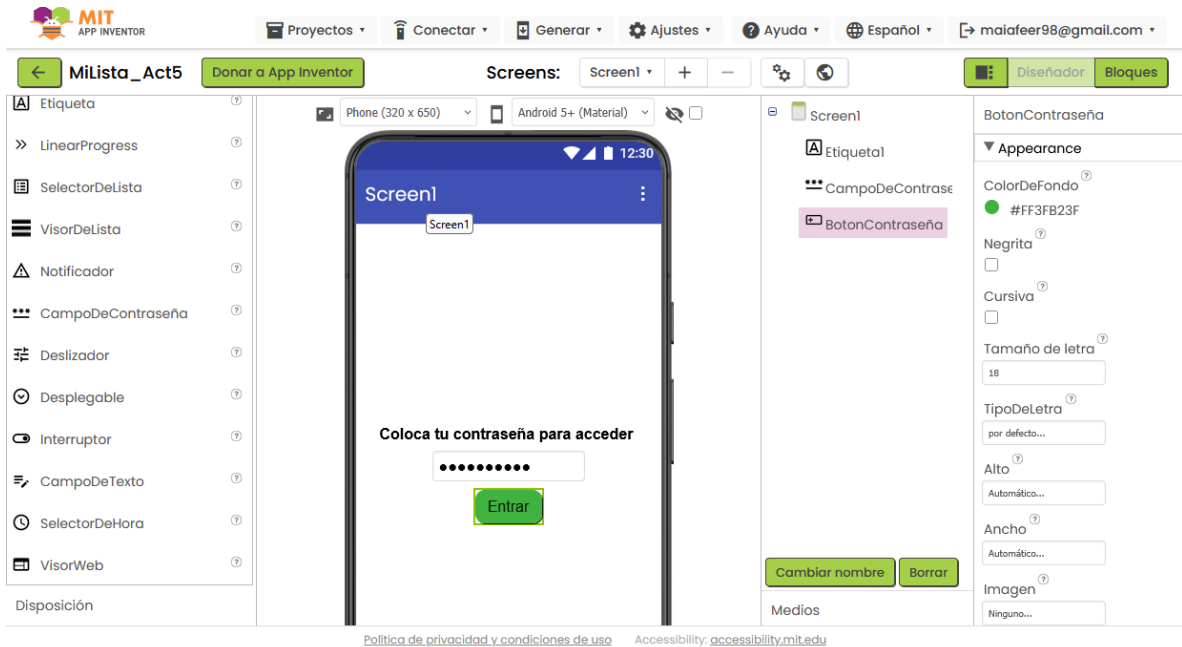 MIT
APP INVENTOR
Proyectos
Conectar
Generar
Ajustes
Ayuda
Español
maiafeer98@gmail.com
MiLista_Act5
Donar a App Inventor
Screens:
Screen1
Diseñador
Bloques
Etiqueta
LinearProgress
SelectorDeLista
VisorDeLista
Notificador
CampoDeContraseña
Deslizador
Desplegable
Interruptor
CampoDeTexto
SelectorDeHora
VisorWeb
Disposición
Phone (320 x 650)
Android 5+ (Material)
12:30
Screen1
Screen1
Coloca tu contraseña para acceder
Entrar
Screen1
Etiqueta1
CampoDeContrase
BotonContraseña
Cambiar nombre
Borrar
Medios
BotonContraseña
Appearance
ColorDeFondo
#FF3FB23F
Negrita
Cursiva
Tamaño de letra
18
TipoDeLetra
por defecto...
Alto
Automático...
Ancho
Automático...
Imagen
Ninguno...
Política de privacidad y condiciones de uso
Accessibility: accessibility.mit.edu